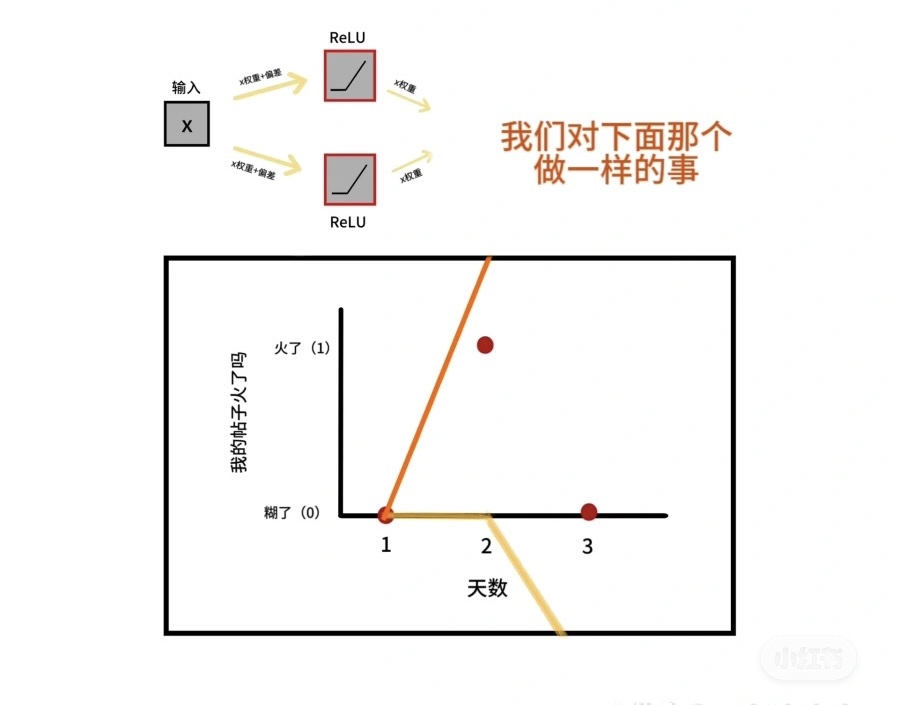 ReLU
输入
x权重+偏差
x权重
X
我们对下面那个
做一样的事
x权重+偏差
x权重
ReLU
火了（1）
我的帖子火了吗
糊了（0）
1
2
3
天数
小红书